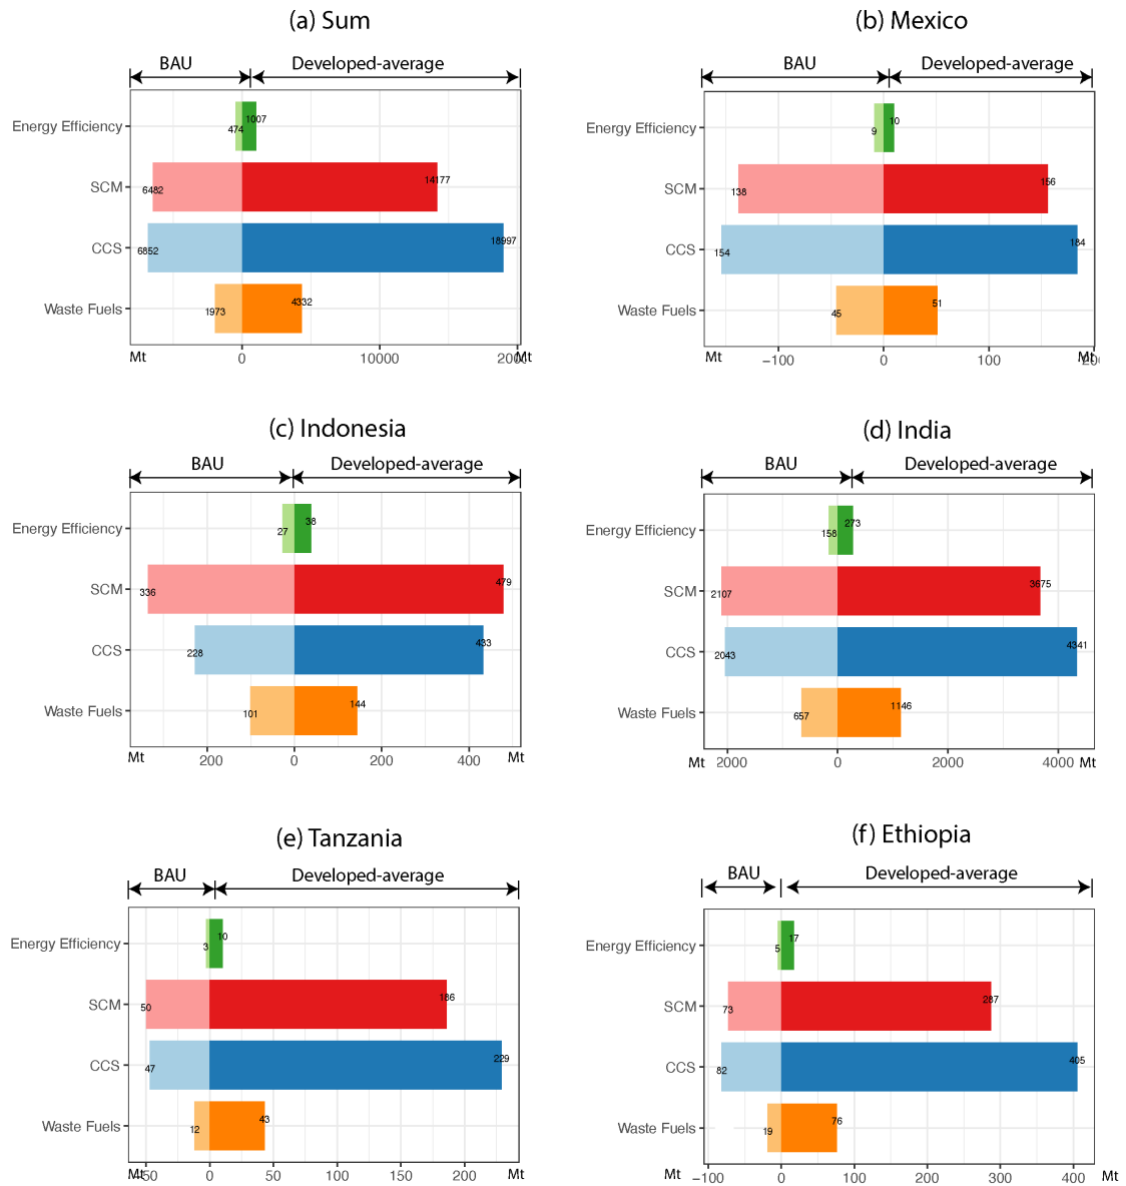 (a) Sum
(b) Mexico
BAU Developed-average
BAU Developed-average
Energy Efficiency 474 1007
SCM 6482 14177
CCS 6852 18997
Waste Fuels 1973 4332
Mt 0 10000 Mt
Energy Efficiency 9 10
SCM 138 156
CCS 154 184
Waste Fuels 45 51
Mt −100 0 100
(c) Indonesia
(d) India
BAU Developed-average
BAU Developed-average
Energy Efficiency 27 38
SCM 336 479
CCS 228 433
Waste Fuels 101 144
Mt 200 0 200 400 Mt
Energy Efficiency 158 273
SCM 2107 3675
CCS 2043 4341
Waste Fuels 657 1146
Mt 2000 0 2000 4000 Mt
(e) Tanzania
(f) Ethiopia
BAU Developed-average
BAU Developed-average
Energy Efficiency 3 10
SCM 50 186
CCS 47 229
Waste Fuels 12 43
Mt 50 0 50 100 150 200 Mt
Energy Efficiency 5 17
SCM 73 287
CCS 82 405
Waste Fuels 19 76
Mt −100 0 100 200 300 400 Mt